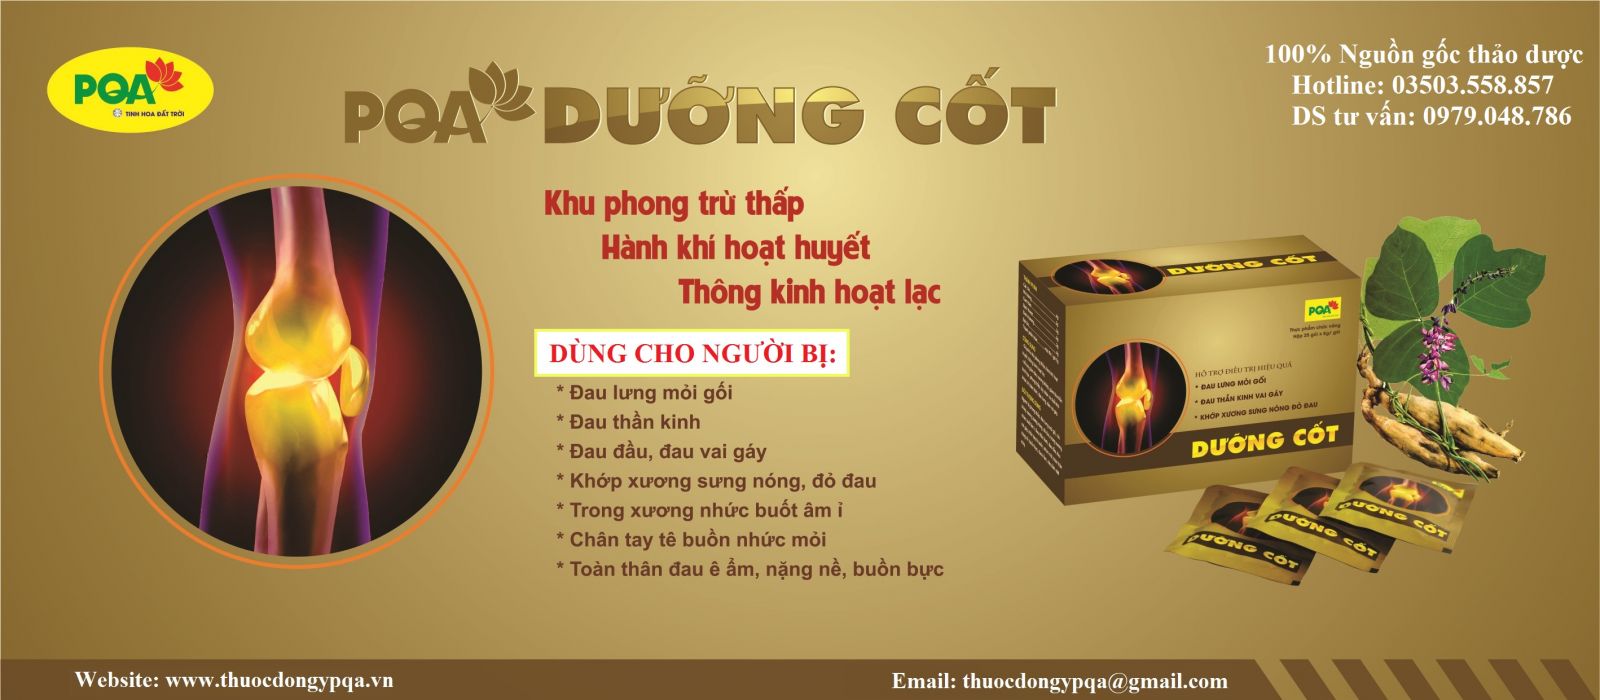 PQA
TINH HOA ĐẤT TRỜI
PQA DƯỠNG CỐT
100% Nguồn gốc thảo dược
Hotline: 03503.558.857
DS tư vấn: 0979.048.786
Khu phong trừ thấp
Hành khí hoạt huyết
Thông kinh hoạt lạc
DÙNG CHO NGƯỜI BỊ:
* Đau lưng mỏi gối
* Đau thần kinh
* Đau đầu, đau vai gáy
* Khớp xương sưng nóng, đỏ đau
* Trong xương nhức buốt âm ỉ
* Chân tay tê buồn nhức mỏi
* Toàn thân đau ê ẩm, nặng nề, buồn bực
DƯỠNG CỐT
PQA
Thực phẩm chức năng
HỖ TRỢ ĐIỀU TRỊ HIỆU QUẢ
• ĐAU LƯNG MỎI GỐI
• ĐAU THẦN KINH VAI GÁY
• KHỚP XƯƠNG SƯNG NÓNG ĐỎ ĐAU
DƯỠNG CỐT
DƯỠNG CỐT
DƯỠNG CỐT
DƯỠNG CỐT
Website: www.thuocdongypqa.vn
Email: thuocdongypqa@gmail.com